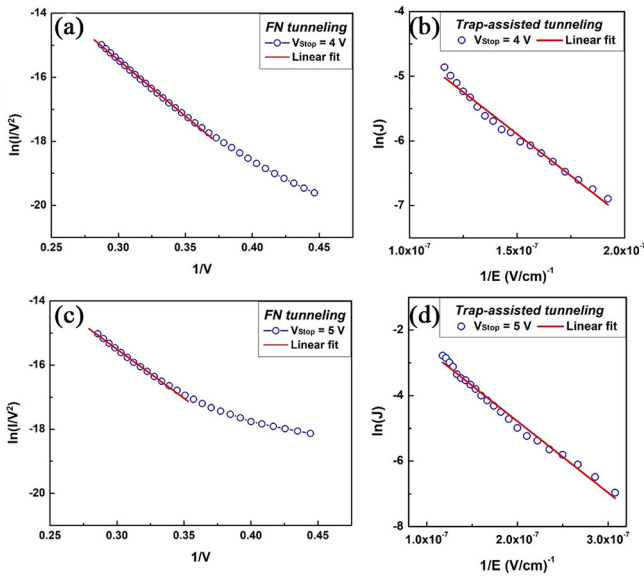 (a)
FN tunneling
VStop = 4 V
Linear fit
ln(I/V²)
-14
-16
-18
-20
0.25 0.30 0.35 0.40 0.45
1/V
(b)
Trap-assisted tunneling
VStop = 4 V Linear fit
ln(J)
-4
-5
-6
-7
1.0x10⁻⁷ 1.5x10⁻⁷ 2.0x10⁻⁷
1/E (V/cm)⁻¹
(c)
FN tunneling
VStop = 5 V
Linear fit
ln(I/V²)
-14
-16
-18
-20
0.25 0.30 0.35 0.40 0.45
1/V
(d)
Trap-assisted tunneling
VStop = 5 V Linear fit
ln(J)
-2
-4
-6
-8
1.0x10⁻⁷ 2.0x10⁻⁷ 3.0x10⁻⁷
1/E (V/cm)⁻¹